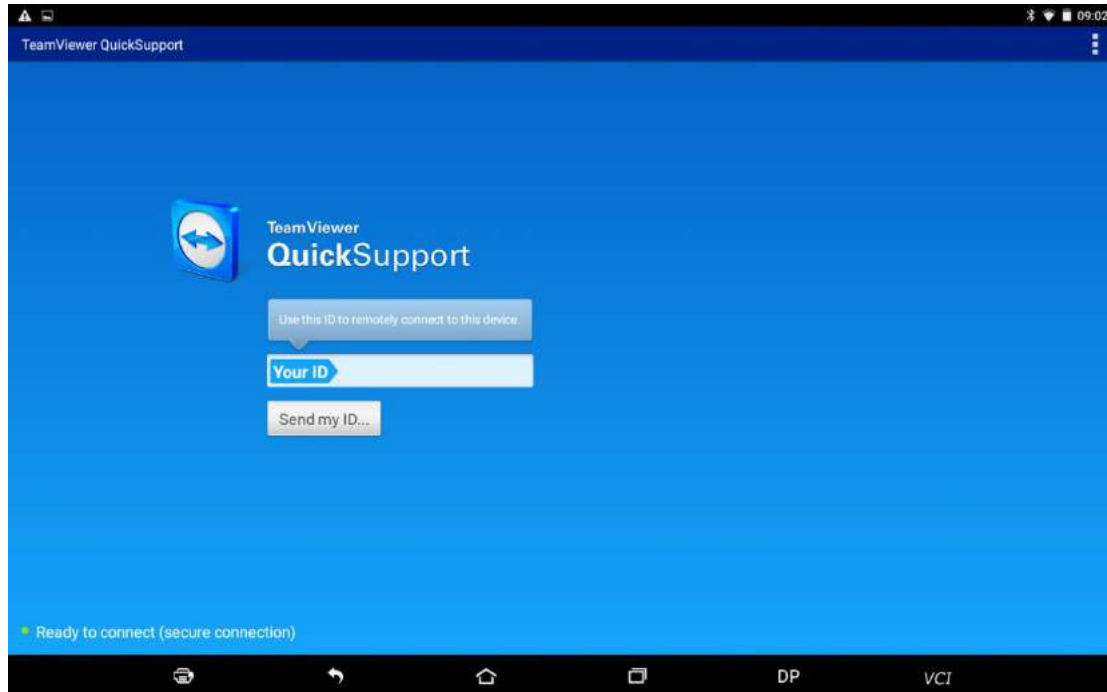 09:02
TeamViewer QuickSupport
TeamViewer
QuickSupport
Use this ID to remotely connect to this device.
Your ID
Send my ID...
Ready to connect (secure connection)
DP
VCI